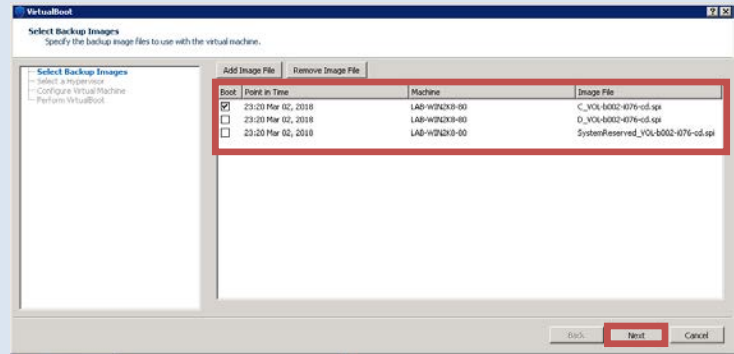 VirtualBoot
Select Backup Images
Specify the backup image files to use with the virtual machine.
Select Backup Images
Select a Hypervisor
Configure Virtual Machine
Perform VirtualBoot
Add Image File Remove Image File
Boot Point in Time Machine Image File
23:20 Mar 02, 2018 LAB-WIN2K8-80 C_VOL-b002-i076-cd.spi
23:20 Mar 02, 2018 LAB-WIN2K8-80 D_VOL-b002-i076-cd.spi
23:20 Mar 02, 2018 LAB-WIN2K8-80 SystemReserved_VOL-b002-i076-cd.spi
Back Next Cancel